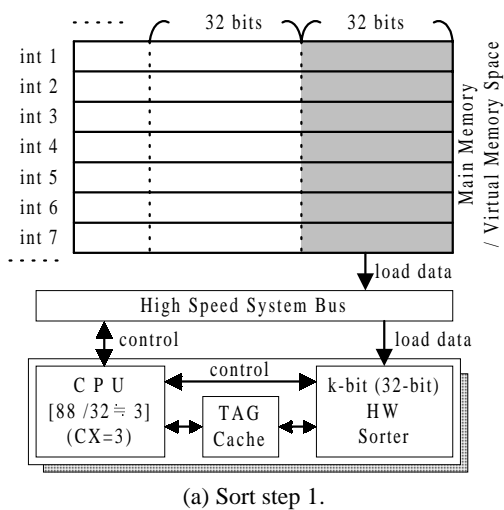 32 bits 32 bits
int 1
int 2
int 3
int 4
int 5
int 6
int 7
Main Memory
/ Virtual Memory Space
load data
High Speed System Bus
control
load data
control
CPU
[88 /32≒ 3]
(CX=3)
TAG
Cache
k-bit (32-bit)
HW
Sorter
(a) Sort step 1.